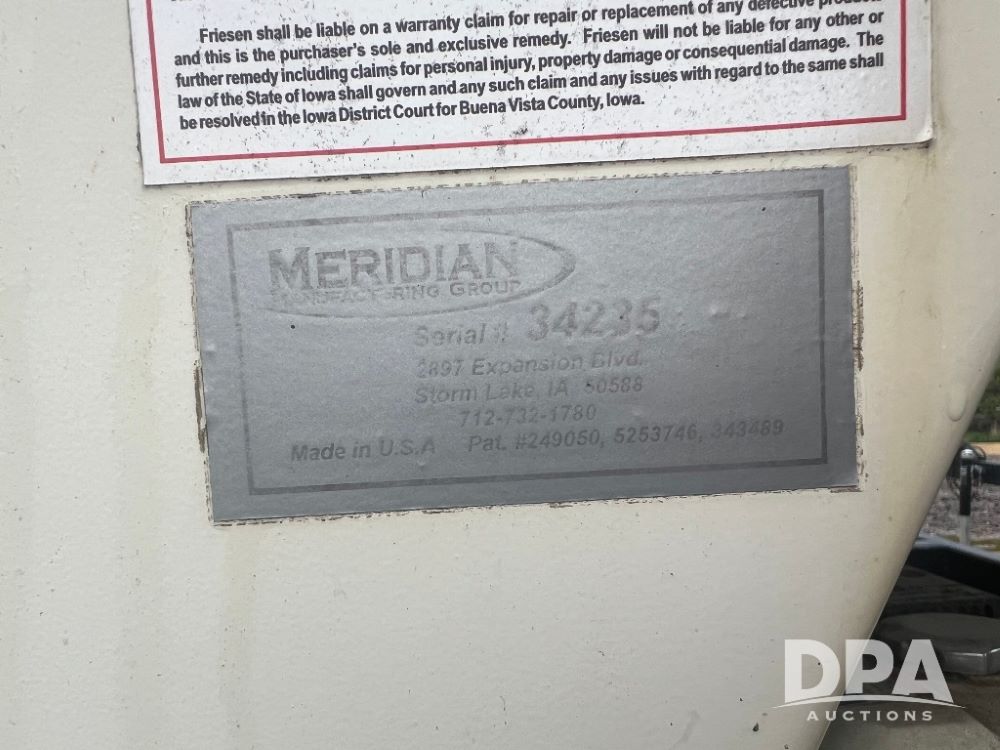 Friesen shall be liable on a warranty claim for repair or replacement of any defective
and this is the purchaser's sole and exclusive remedy. Friesen will not be liable for any other or
further remedy including claims for personal injury, property damage or consequential damage. The
law of the State of Iowa shall govern and any such claim and any issues with regard to the same shall
be resolved in the Iowa District Court for Buena Vista County, Iowa.
MERIDIAN
MANUFACTURING GROUP
Serial # 34235
2897 Expansion Blvd.
Storm Lake, IA 50588
712-732-1780
Made in U.S.A Pat. #249050, 5253746, 343489
DPA
AUCTIONS